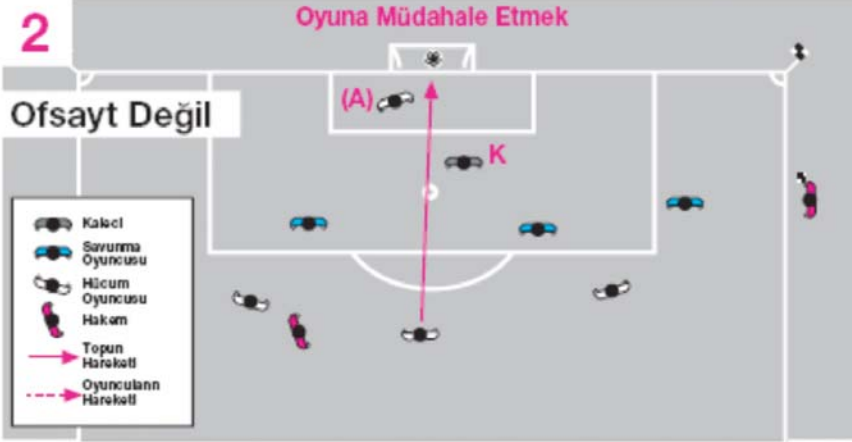 2
Oyuna Müdahale Etmek
Ofsayt Değil
(A)
K
Kaleci
Savunma
Oyuncusu
Hücum
Oyuncusu
Hakem
Topun
Hareketi
Oyuncuların
Hareketi